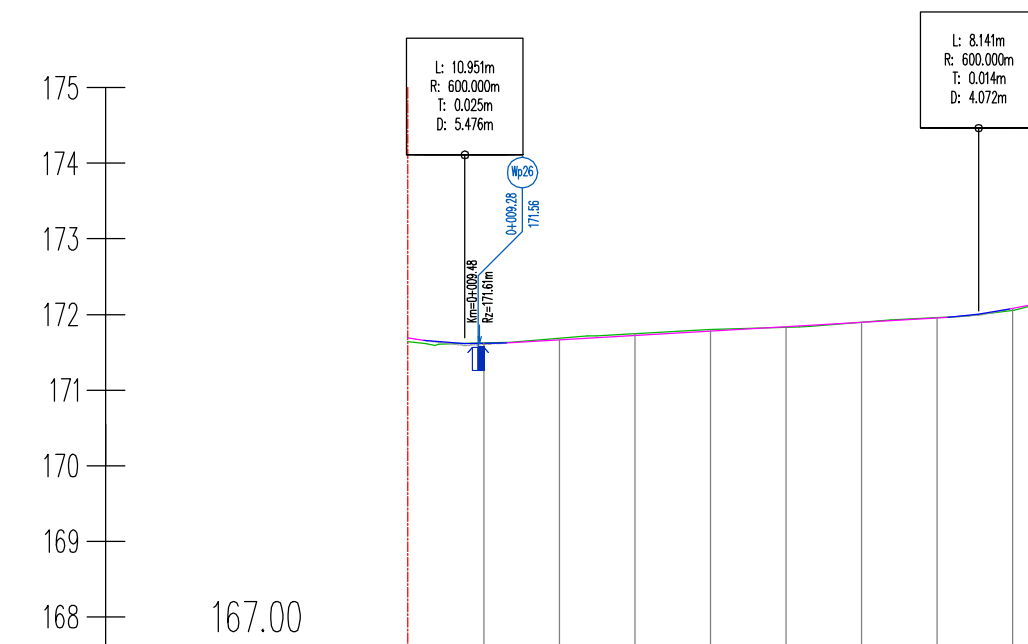 L: 10.951m
R: 600.000m
T: 0.025m
D: 5.476m
L: 8.141m
R: 600.000m
T: 0.014m
D: 4.072m
175
174
173
172
171
170
169
168
Wp26
0+009.28
171.56
Km=0+009.48
Rz=171.61m
167.00